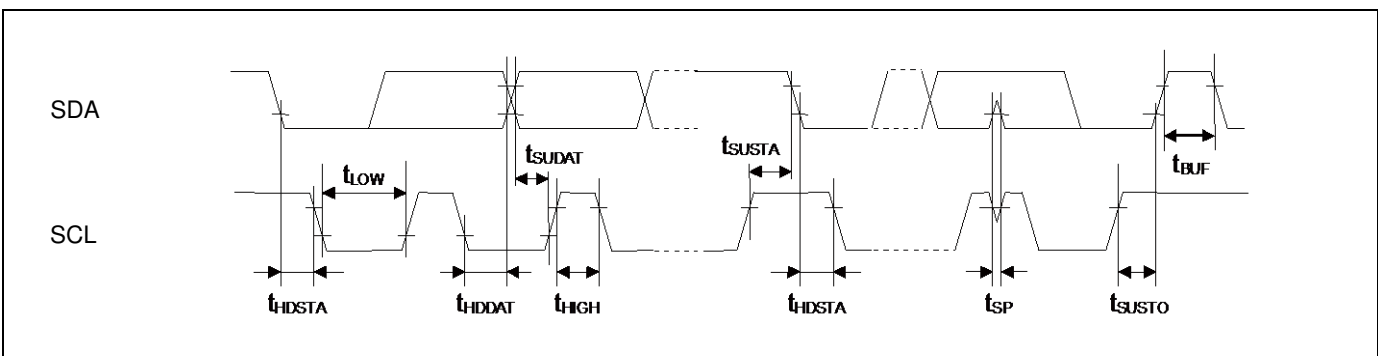 SDA
tSUDAT
tSUSTA
tBUF
tLOW
SCL
tHDSTA
tHDDAT
tHIGH
tHDSTA
tSP
tSUSTO